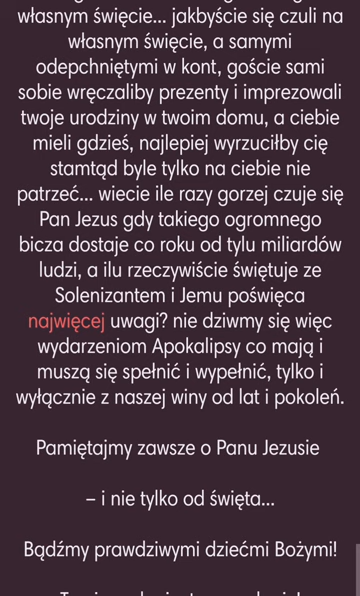 własnym święcie... jakbyście się czuli na
własnym święcie, a samymi
odepchniętymi w kont, goście sami
sobie wręczaliby prezenty i imprezowali
twoje urodziny w twoim domu, a ciebie
mieli gdzieś, najlepiej wyrzuciłby cię
stamtąd byle tylko na ciebie nie
patrzeć... wiecie ile razy gorzej czuje się
Pan Jezus gdy takiego ogromnego
bicza dostaje co roku od tylu miliardów
ludzi, a ilu rzeczywiście świętuje ze
Solenizantem i Jemu poświęca
najwięcej uwagi? nie dziwmy się więc
wydarzeniom Apokalipsy co mają i
muszą się spełnić i wypełnić, tylko i
wyłącznie z naszej winy od lat i pokoleń.
Pamiętajmy zawsze o Panu Jezusie
– i nie tylko od święta...
Bądźmy prawdziwymi dziećmi Bożymi!